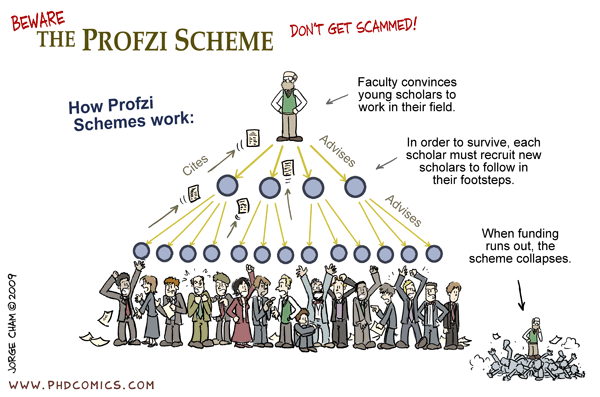 BEWARE
THE PROFZI SCHEME
DON'T GET SCAMMED!
How Profzi
Schemes work:
Faculty convinces
young scholars to
work in their field.
Cites
Advises
In order to survive, each
scholar must recruit new
scholars to follow in
their footsteps.
Advises
When funding
runs out, the
scheme collapses.
JORGE CHAM © 2009
WWW.PHDCOMICS.COM